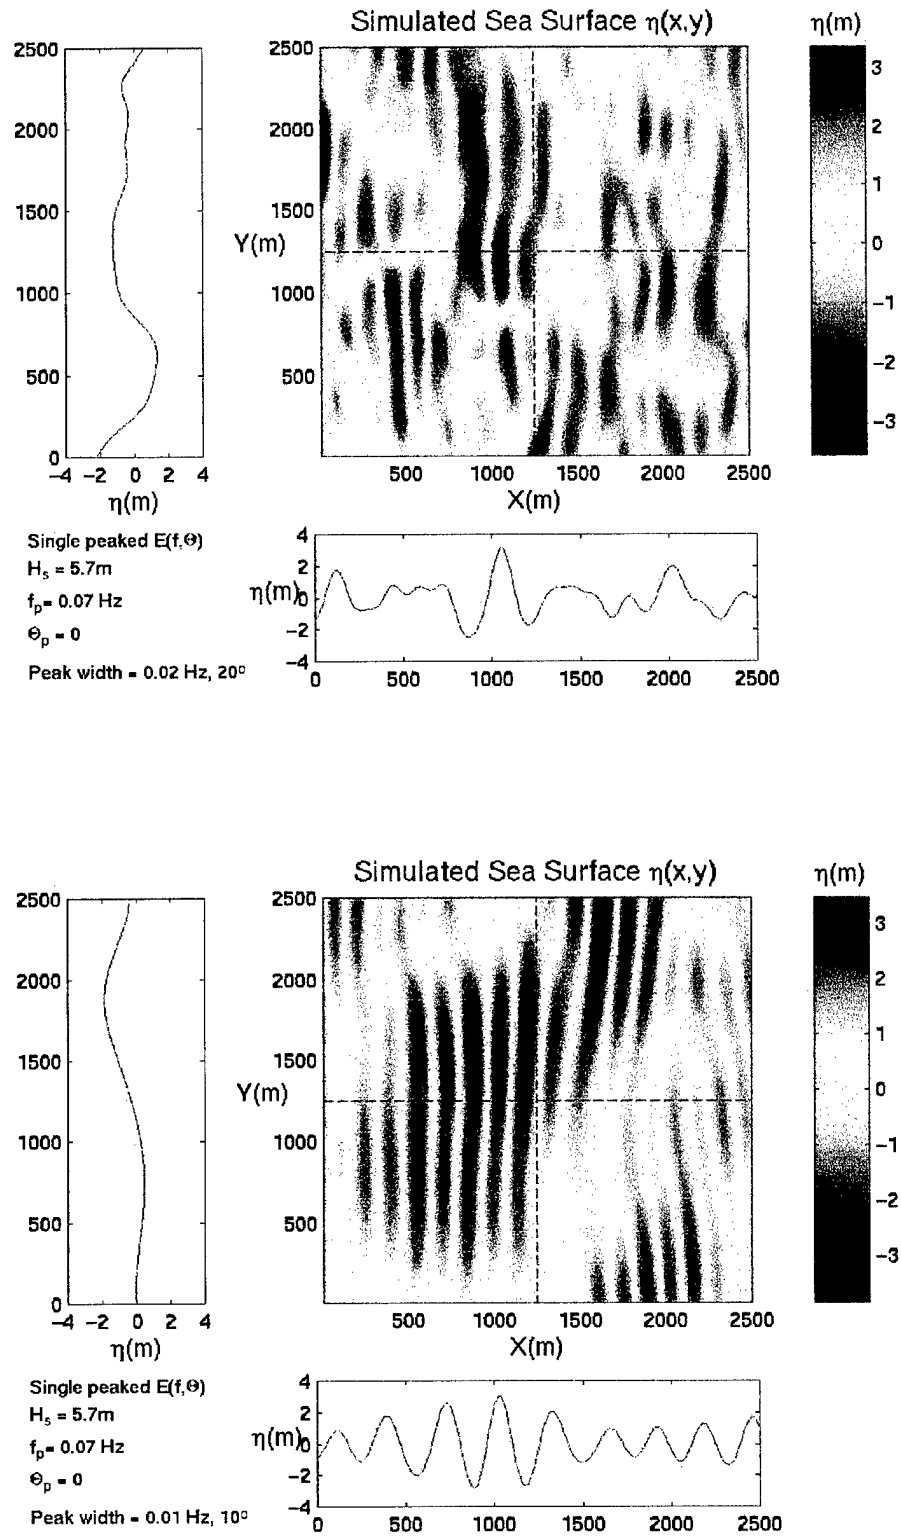 Simulated Sea Surface η(x,y)
η(m)
2500
2000
1500
1000
500
0
Y(m)
−4 −2 0 2 4
η(m)
2500
2000
1500
1000
500
500 1000 1500 2000 2500
X(m)
3
2
1
0
−1
−2
−3
Single peaked E(f,Θ)
Hs = 5.7m
fp= 0.07 Hz
Θp = 0
Peak width = 0.02 Hz, 20º
η(m)
4
2
0
−2
−4
0 500 1000 1500 2000 2500
Simulated Sea Surface η(x,y)
η(m)
2500
2000
1500
1000
500
0
Y(m)
−4 −2 0 2 4
η(m)
2500
2000
1500
1000
500
500 1000 1500 2000 2500
X(m)
3
2
1
0
−1
−2
−3
Single peaked E(f,Θ)
Hs = 5.7m
fp= 0.07 Hz
Θp = 0
Peak width = 0.01 Hz, 10º
η(m)
4
2
0
−2
−4
0 500 1000 1500 2000 2500